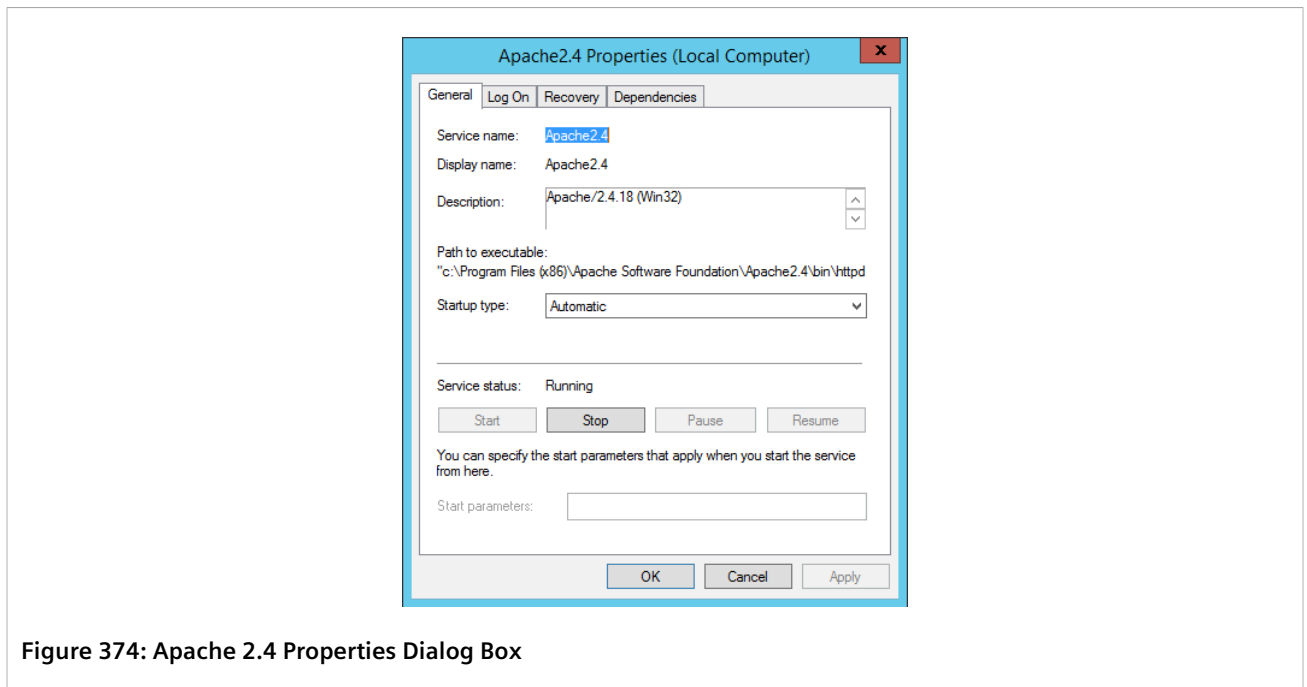 Apache2.4 Properties (Local Computer)
x
General Log On Recovery Dependencies
Service name: Apache2.4
Display name: Apache2.4
Description: Apache/2.4.18 (Win32)
Path to executable:
"c:\Program Files (x86)\Apache Software Foundation\Apache2.4\bin\httpd
Startup type: Automatic
Service status: Running
Start Stop Pause Resume
You can specify the start parameters that apply when you start the service
from here.
Start parameters:
OK Cancel Apply
Figure 374: Apache 2.4 Properties Dialog Box